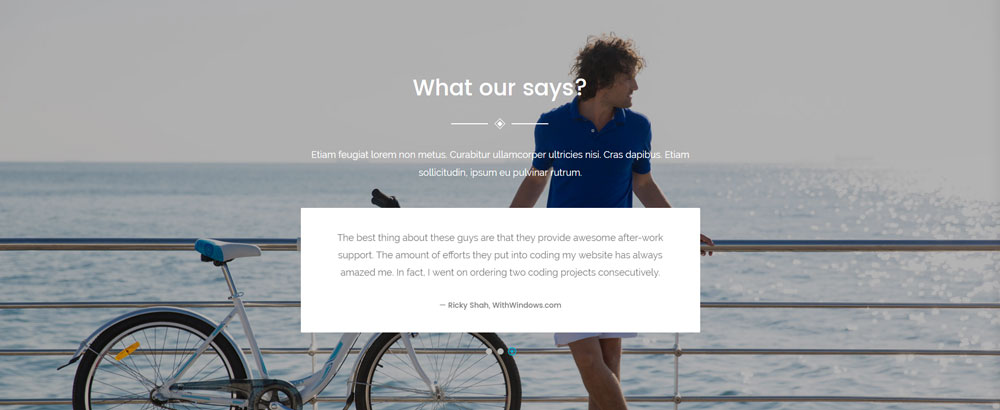 What our says?
Etiam feugiat lorem non metus. Curabitur ullamcorper ultricies nisi. Cras dapibus. Etiam
sollicitudin, ipsum eu pulvinar rutrum.
The best thing about these guys are that they provide awesome after-work
support. The amount of efforts they put into coding my website has always
amazed me. In fact, I went on ordering two coding projects consecutively.
— Ricky Shah, WithWindows.com